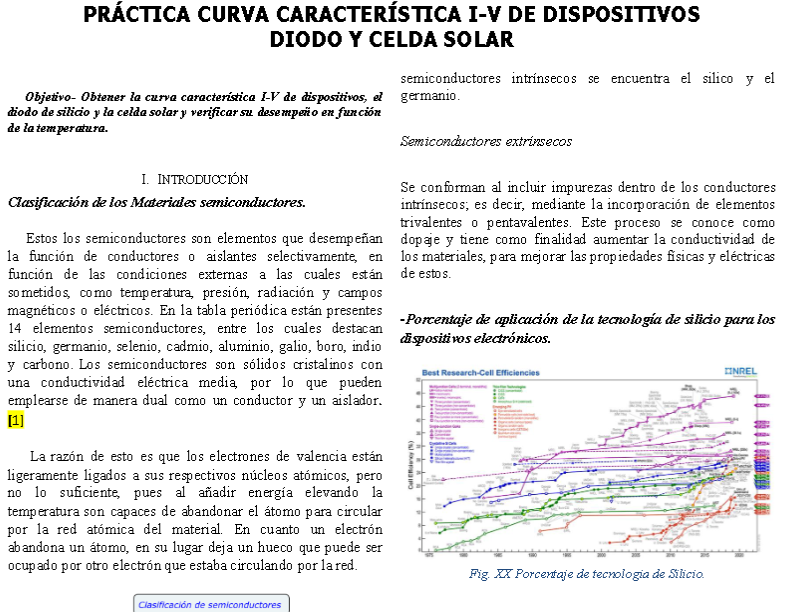 PRÁCTICA CURVA CARACTERÍSTICA I-V DE DISPOSITIVOS
DIODO Y CELDA SOLAR
Objetivo- Obtener la curva característica I-V de dispositivos, el
diodo de silicio y la celda solar y verificar su desempeño en función
de la temperatura.
I. INTRODUCCIÓN
Clasificación de los Materiales semiconductores.
Estos los semiconductores son elementos que desempeñan
la función de conductores o aislantes selectivamente, en
función de las condiciones externas a las cuales están
sometidos, como temperatura, presión, radiación y campos
magnéticos o eléctricos. En la tabla periódica están presentes
14 elementos semiconductores, entre los cuales destacan
silicio, germanio, selenio, cadmio, aluminio, galio, boro, indio
y carbono. Los semiconductores son sólidos cristalinos con
una conductividad eléctrica media, por lo que pueden
emplearse de manera dual como un conductor y un aislador.
[1]
La razón de esto es que los electrones de valencia están
ligeramente ligados a sus respectivos núcleos atómicos, pero
no lo suficiente, pues al añadir energía elevando la
temperatura son capaces de abandonar el átomo para circular
por la red atómica del material. En cuanto un electrón
abandona un átomo, en su lugar deja un hueco que puede ser
ocupado por otro electrón que estaba circulando por la red.
Clasificación de semiconductores
semiconductores intrínsecos se encuentra el silico y el
germanio.
Semiconductores extrínsecos
Se conforman al incluir impurezas dentro de los conductores
intrínsecos; es decir, mediante la incorporación de elementos
trivalentes o pentavalentes. Este proceso se conoce como
dopaje y tiene como finalidad aumentar la conductividad de
los materiales, para mejorar las propiedades físicas y eléctricas
de estos.
-Porcentaje de aplicación de la tecnología de silicio para los
dispositivos electrónicos.
Best Research-Cell Efficiencies
NREL
Cell Efficiency (%)
Fig. XX Porcentaje de tecnología de Silicio.